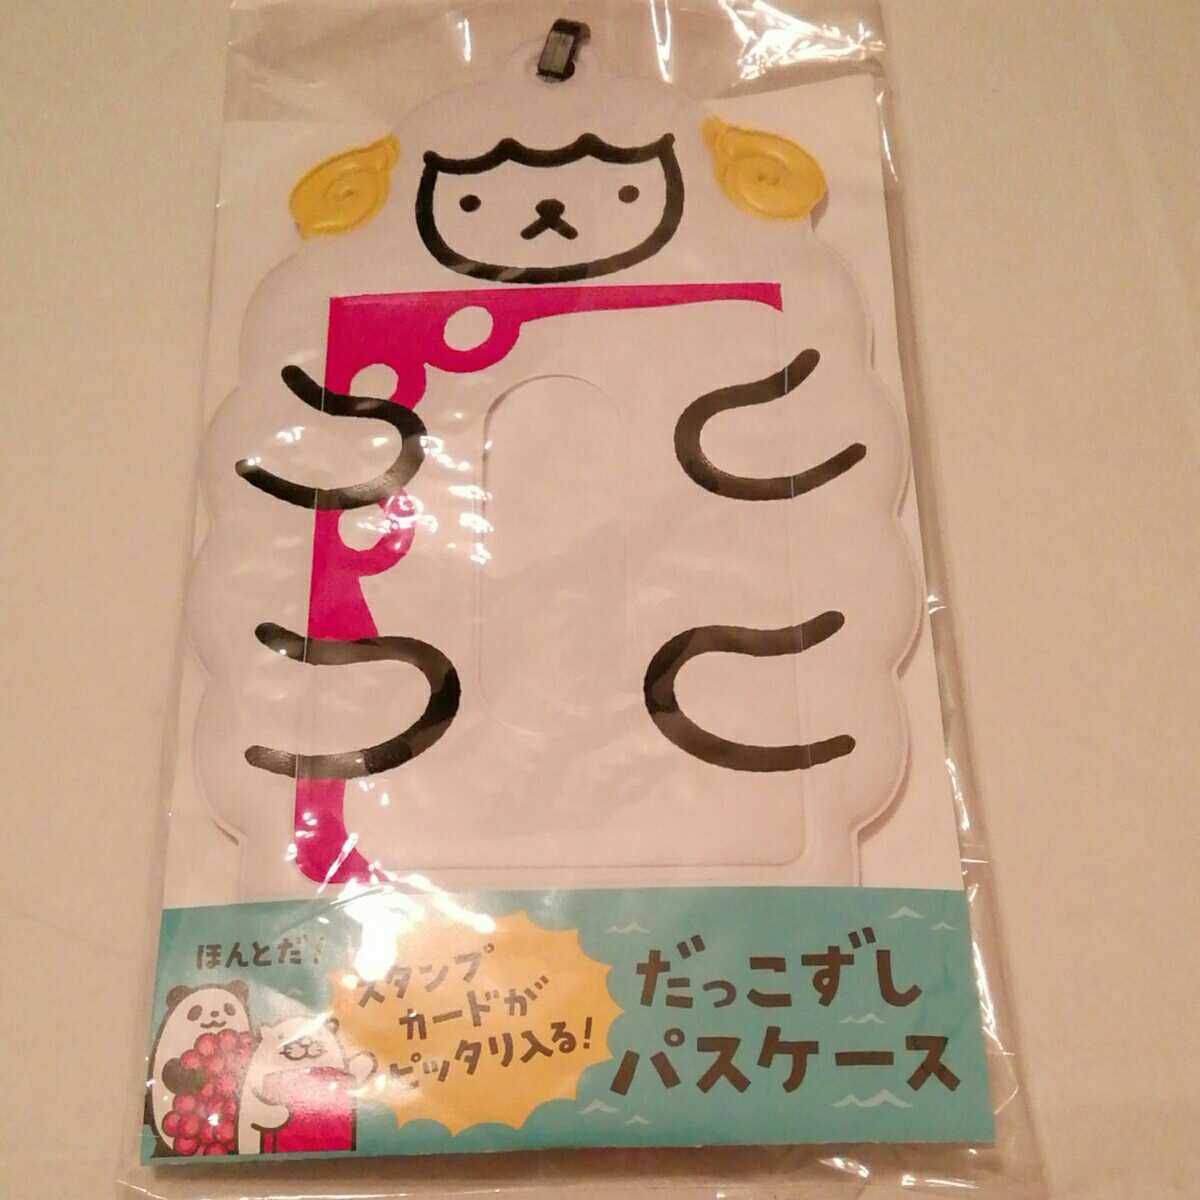 ほんとだ!
スタンプ
カードが
ピッタリ入る!
だっこずし
パスケース